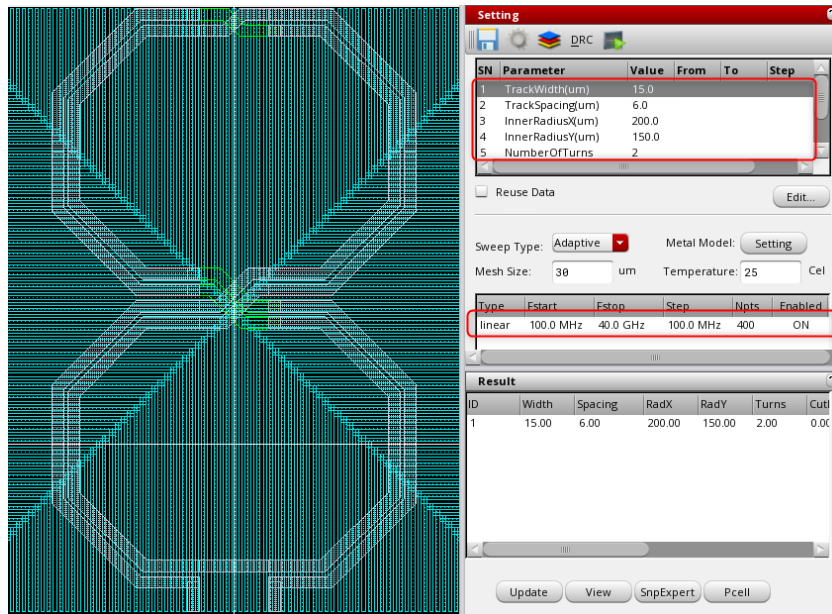 Setting
DRC
SN Parameter Value From To Step
1 TrackWidth(um) 15.0
2 TrackSpacing(um) 6.0
3 InnerRadiusX(um) 200.0
4 InnerRadiusY(um) 150.0
5 NumberOfTurns 2
Reuse Data Edit...
Sweep Type: Adaptive Metal Model: Setting
Mesh Size: 30 um Temperature: 25 Cel
Type Fstart Fstop Step Npts Enabled
linear 100.0 MHz 40.0 GHz 100.0 MHz 400 ON
Result
ID Width Spacing RadX RadY Turns
1 15.00 6.00 200.00 150.00 2.00 0.00
Update View SnpExpert Pcell